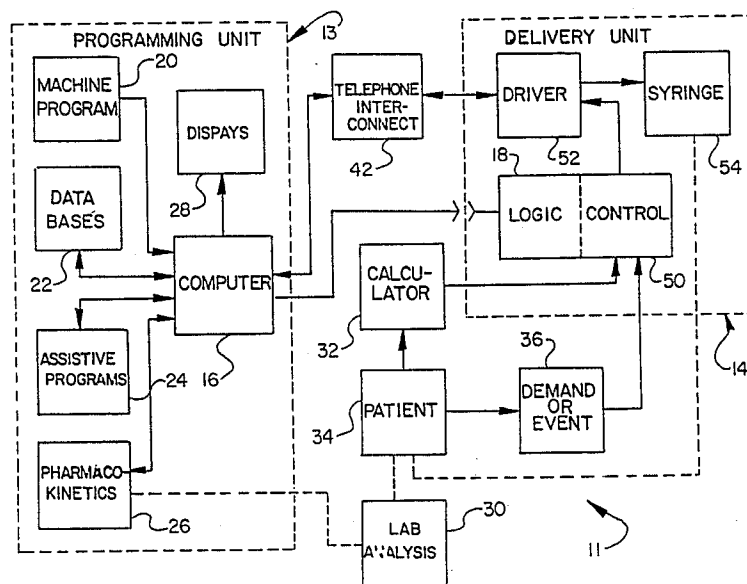 PROGRAMMING UNIT
13
20
MACHINE
PROGRAM
DISPAYS
28
DATA
BASES
22
COMPUTER
16
ASSISTIVE
PROGRAMS
24
PHARMACO-
KINETICS
26
TELEPHONE
INTER-
CONNECT
42
DELIVERY UNIT
DRIVER
52
SYRINGE
54
18
LOGIC
CONTROL
50
CALCU-
LATOR
32
14
36
DEMAND
OR
EVENT
PATIENT
34
LAB
ANALYSIS
30
11